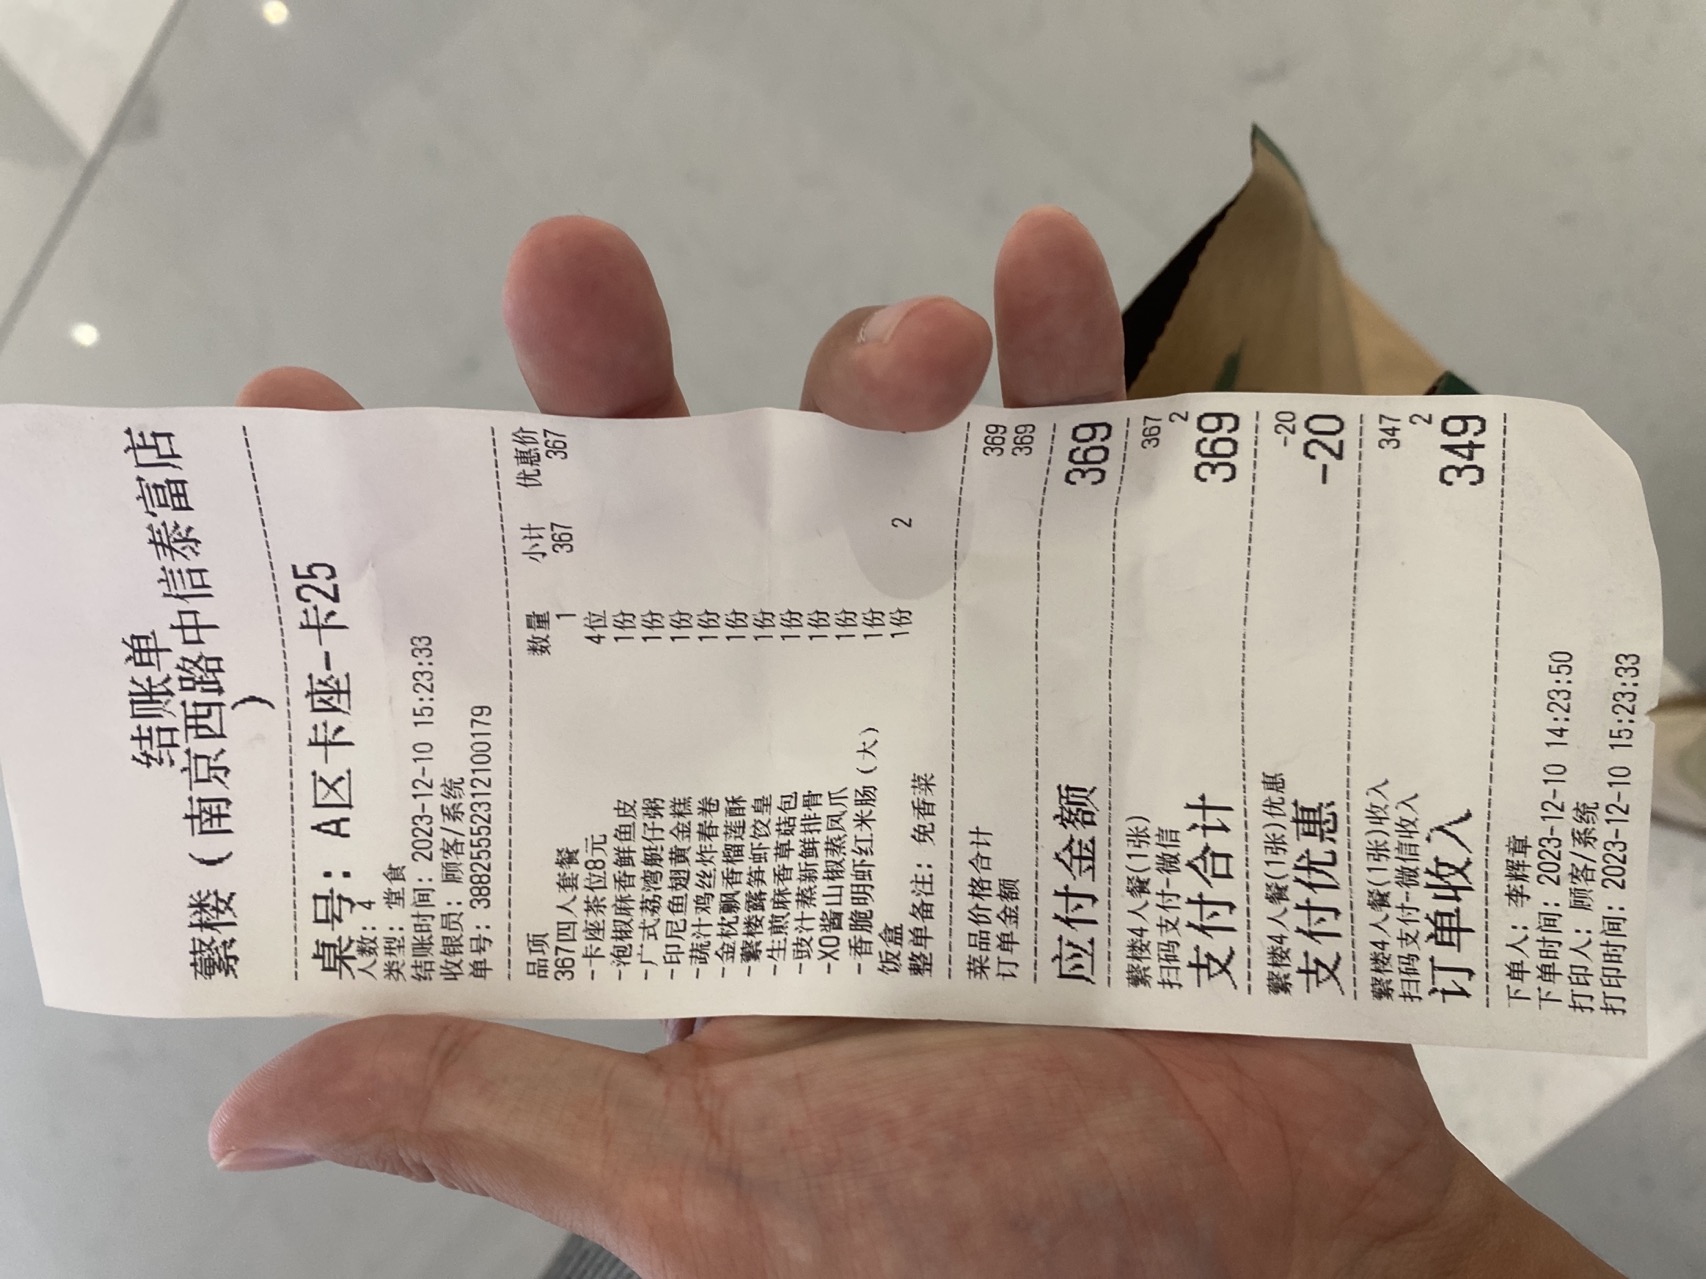 结账单
蘩楼(南京西路中信泰富店
)
桌号: A区卡座-卡25
人数: 4
类型: 堂食
结账时间: 2023-12-10 15:23:33
收银员: 顾客/系统
单号: 3882555231210​0179
品项 数量 小计 优惠价
367四人套餐 1 367 367
-卡座茶位8元 4位
-泡椒麻香鲜鱼皮 1份
-广式荔湾艇仔粥 1份
-印尼鱼翅黄金糕 1份
-蔬汁鸡丝炸春卷 1份
-金枕飘香榴莲酥 1份
-蘩楼露笋虾饺皇 1份
-生煎麻香草菇包 1份
-豉汁蒸新鲜排骨 1份
-XO酱山椒蒸凤爪 1份
-香脆明虾红米肠(大) 1份
饭盒 1份 2
整单备注: 免香菜
菜品价格合计 369
订单金额 369
应付金额 369
蘩楼4人餐(1张) 367
扫码支付-微信 2
支付合计 369
蘩楼4人餐(1张)优惠 -20
支付优惠 -20
蘩楼4人餐(1张)收入 347
扫码支付-微信收入 2
订单收入 349
下单人: 李辉章
下单时间: 2023-12-10 14:23:50
打印人: 顾客/系统
打印时间: 2023-12-10 15:23:33